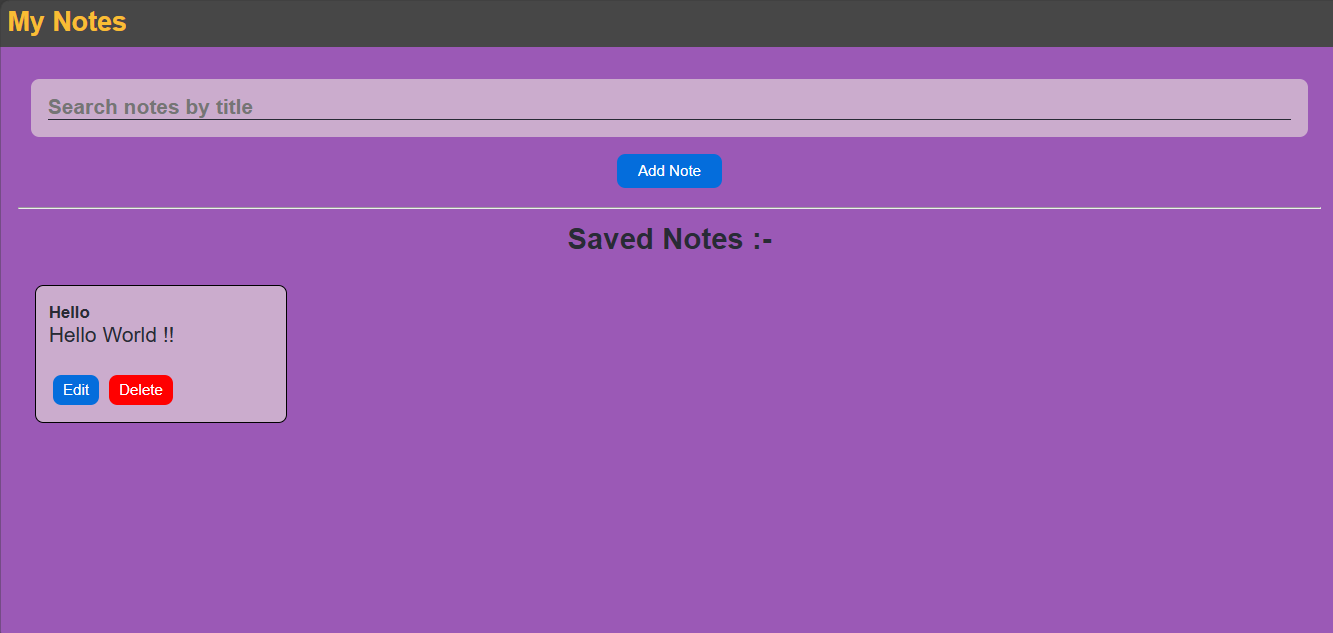 My Notes
Search notes by title
Add Note
Saved Notes :-
Hello
Hello World !!
Edit Delete